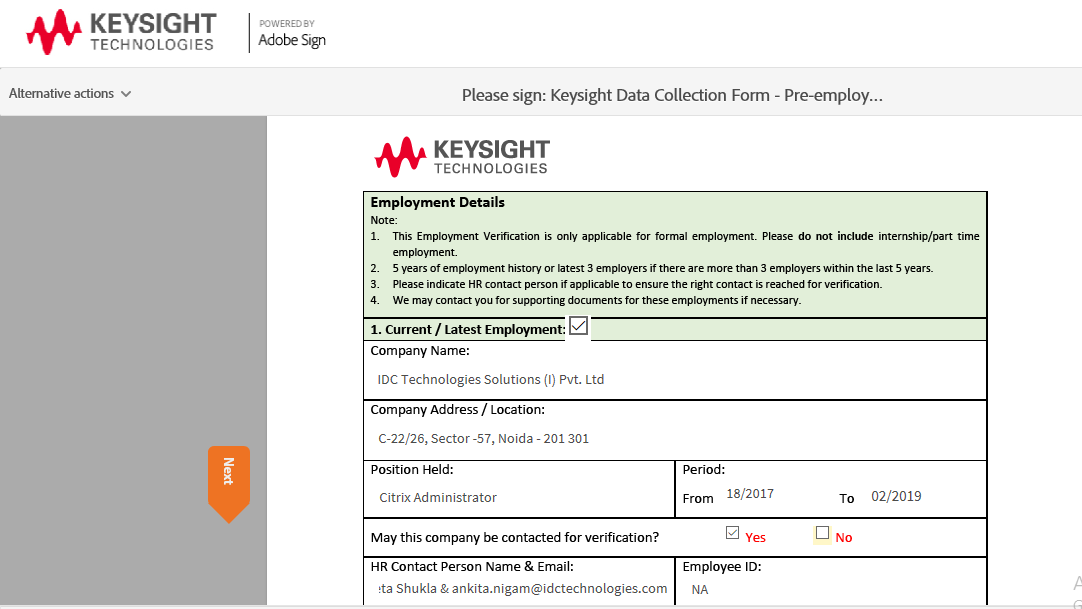 KEYSIGHT
TECHNOLOGIES
POWERED BY
Adobe Sign
Alternative actions
Please sign: Keysight Data Collection Form - Pre-employ...
KEYSIGHT
TECHNOLOGIES
Employment Details
Note:
1. This Employment Verification is only applicable for formal employment. Please do not include internship/part time
employment.
2. 5 years of employment history or latest 3 employers if there are more than 3 employers within the last 5 years.
3. Please indicate HR contact person if applicable to ensure the right contact is reached for verification.
4. We may contact you for supporting documents for these employments if necessary.
1. Current / Latest Employment:
Company Name:
IDC Technologies Solutions (I) Pvt. Ltd
Company Address / Location:
C-22/26, Sector -57, Noida - 201 301
Next
Position Held:
Citrix Administrator
Period:
From 18/2017 To 02/2019
May this company be contacted for verification? Yes No
HR Contact Person Name & Email:
ta Shukla & ankita.nigam@idctechnologies.com
Employee ID:
NA